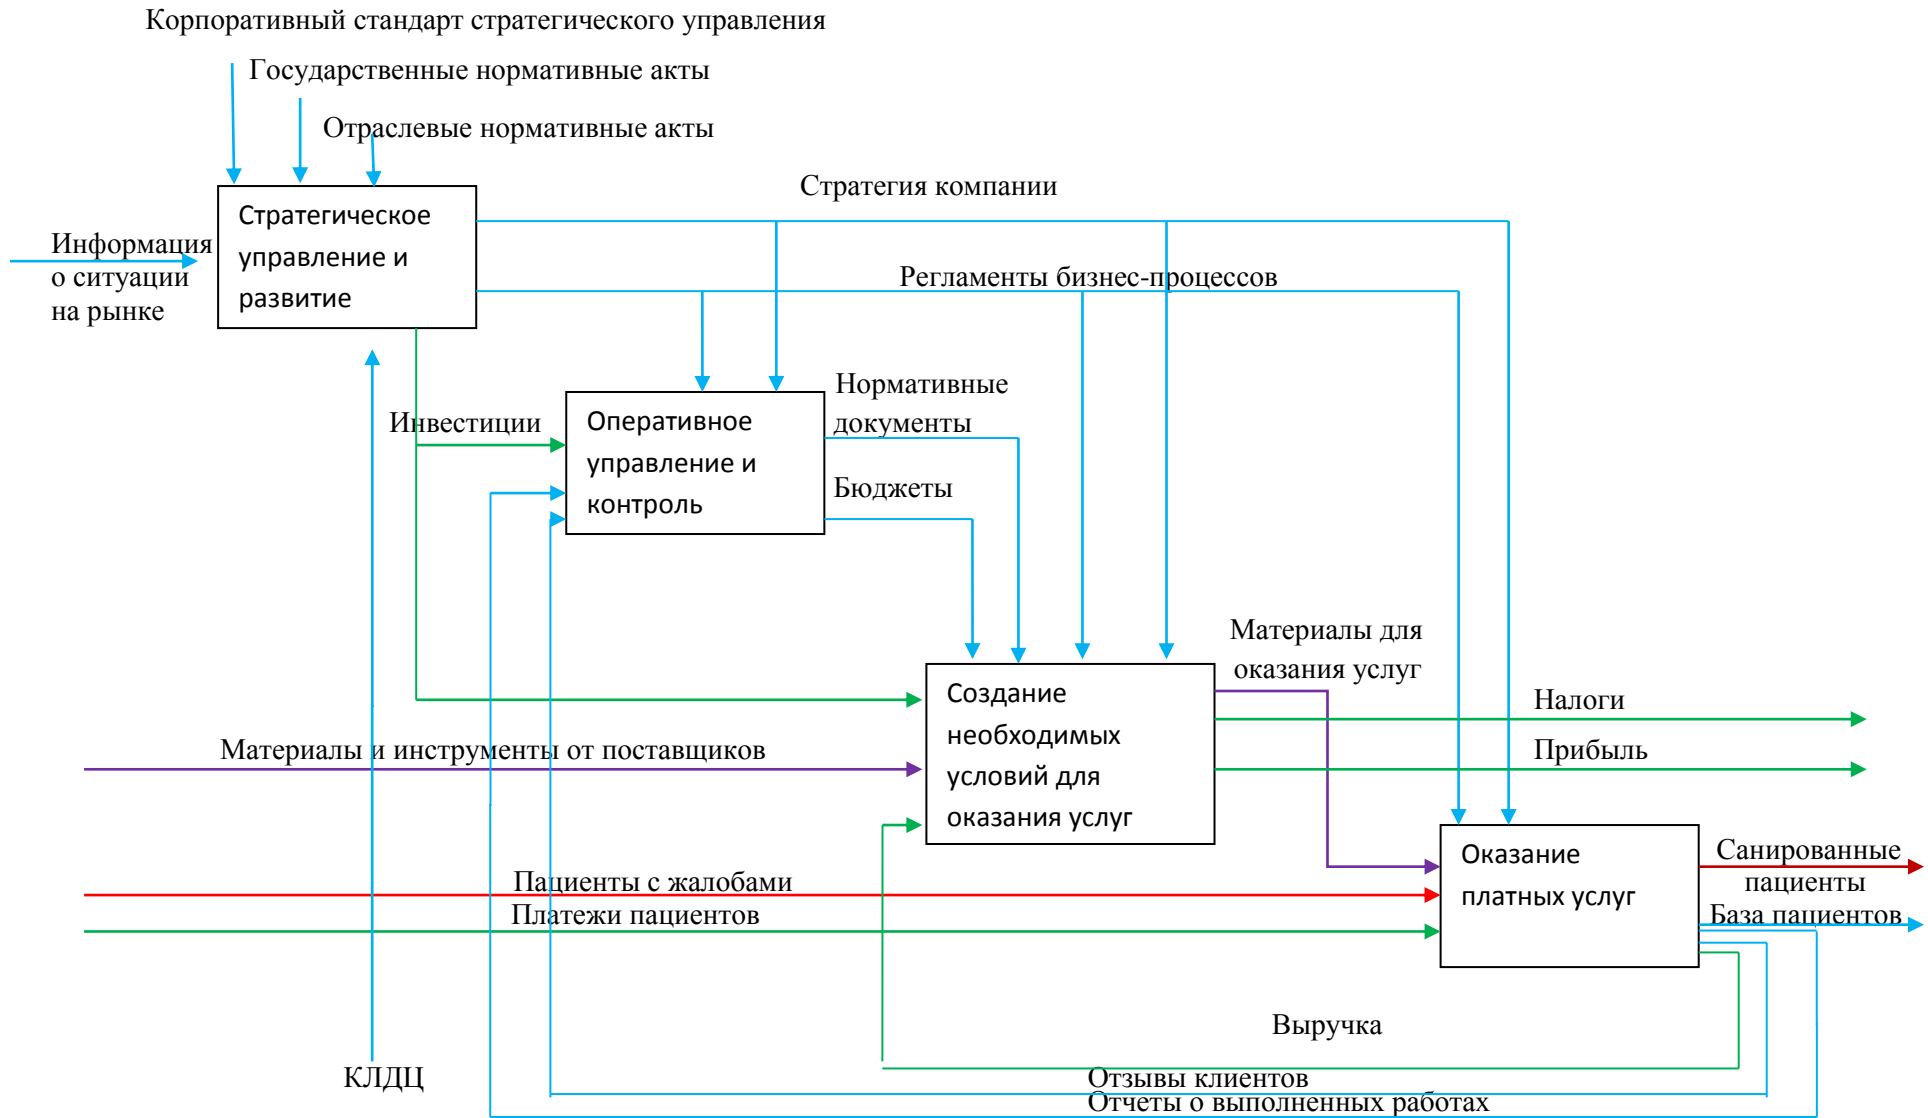 Корпоративный стандарт стратегического управления
Государственные нормативные акты
Отраслевые нормативные акты
Стратегия компании
Стратегическое
управление и
развитие
Информация
о ситуации
на рынке
Регламенты бизнес-процессов
Нормативные
документы
Инвестиции
Оперативное
управление и
контроль
Бюджеты
Материалы для
оказания услуг
Создание
необходимых
условий для
оказания услуг
Налоги
Материалы и инструменты от поставщиков
Прибыль
Оказание
платных услуг
Санированные
пациенты
Пациенты с жалобами
Платежи пациентов
База пациентов
Выручка
КЛДЦ
Отзывы клиентов
Отчеты о выполненных работах